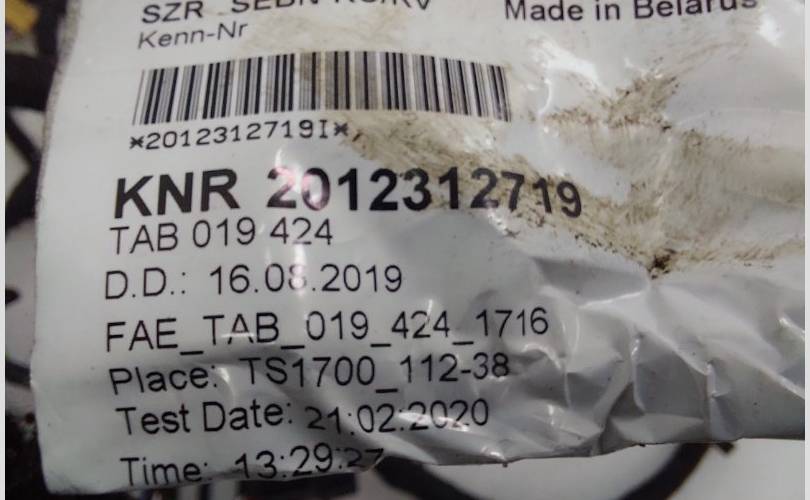 SZR
Made in Belarus
Kenn-Nr
*2012312719I*
KNR 2012312719
TAB 019 424
D.D.: 16.08.2019
FAE_TAB_019_424_1716
Place: TS1700_112-38
Test Date: 21.02.2020
Time: 13:29:27